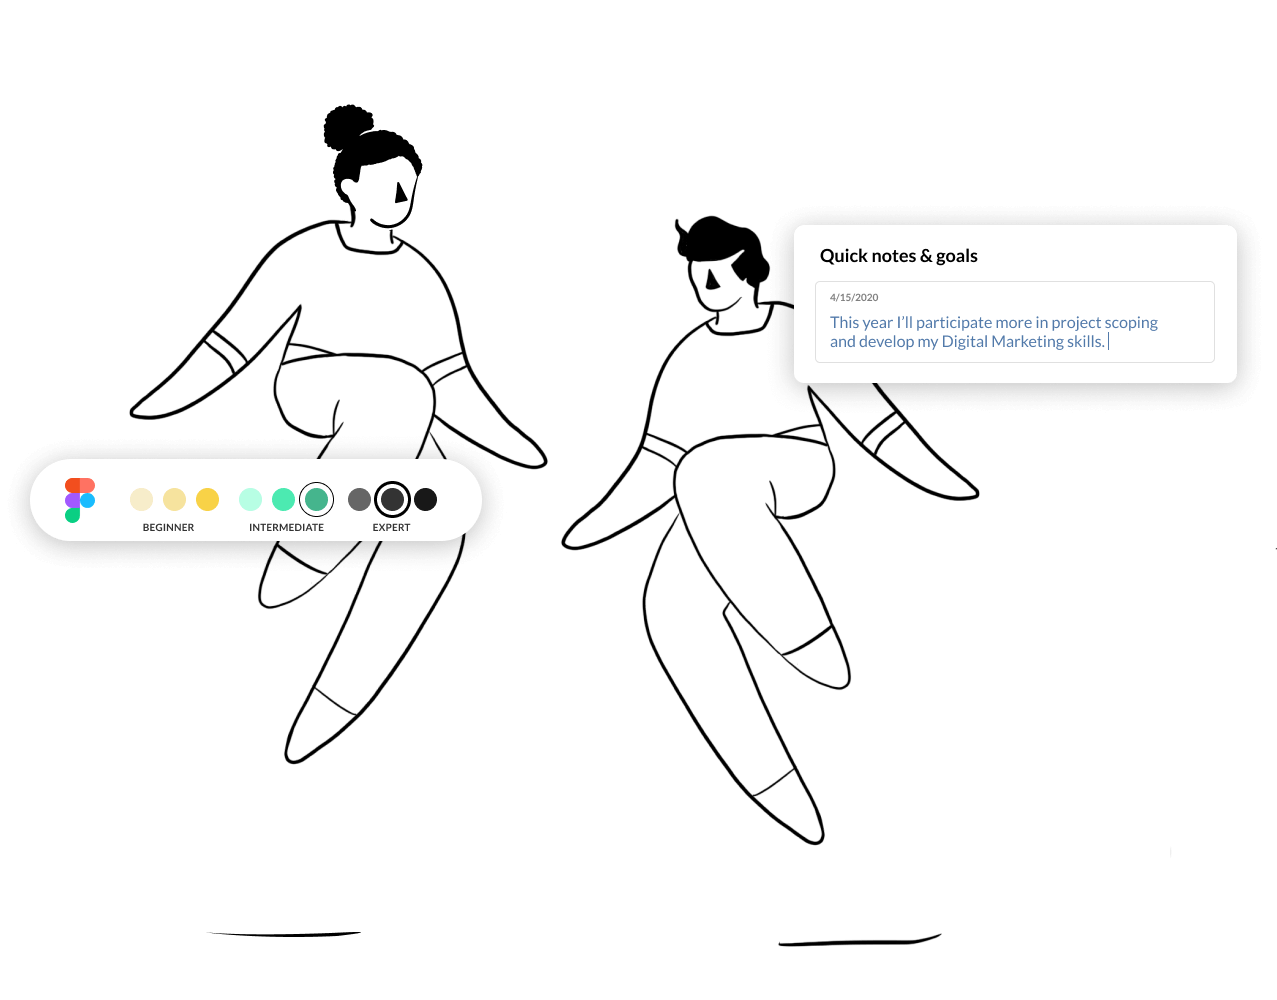 Quick notes & goals
4/15/2020
This year I’ll participate more in project scoping
and develop my Digital Marketing skills.
BEGINNER INTERMEDIATE EXPERT